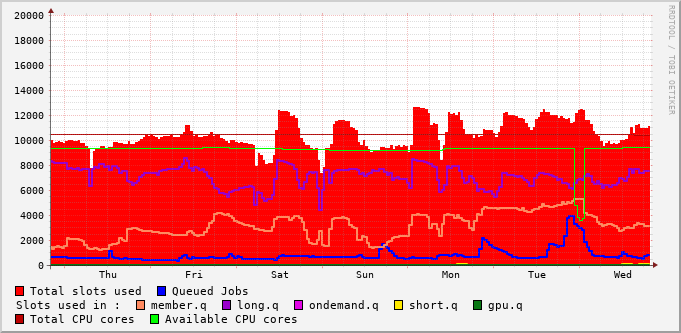 RRDTOOL / TOBI OETIKER
20000
18000
16000
14000
12000
10000
8000
6000
4000
2000
0
Thu Fri Sat Sun Mon Tue Wed
Total slots used Queued Jobs
Slots used in : member.q long.q ondemand.q short.q gpu.q
Total CPU cores Available CPU cores